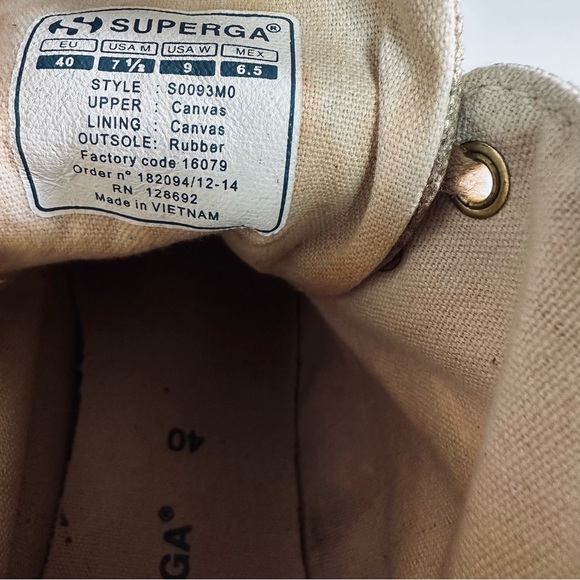 SUPERGA®
EU USA M USA W MEX
40 7 ½ 9 6.5
STYLE : S0093M0
UPPER : Canvas
LINING : Canvas
OUTSOLE: Rubber
Factory code 16079
Order n° 182094/12-14
RN 128692
Made in VIETNAM
40
GA®